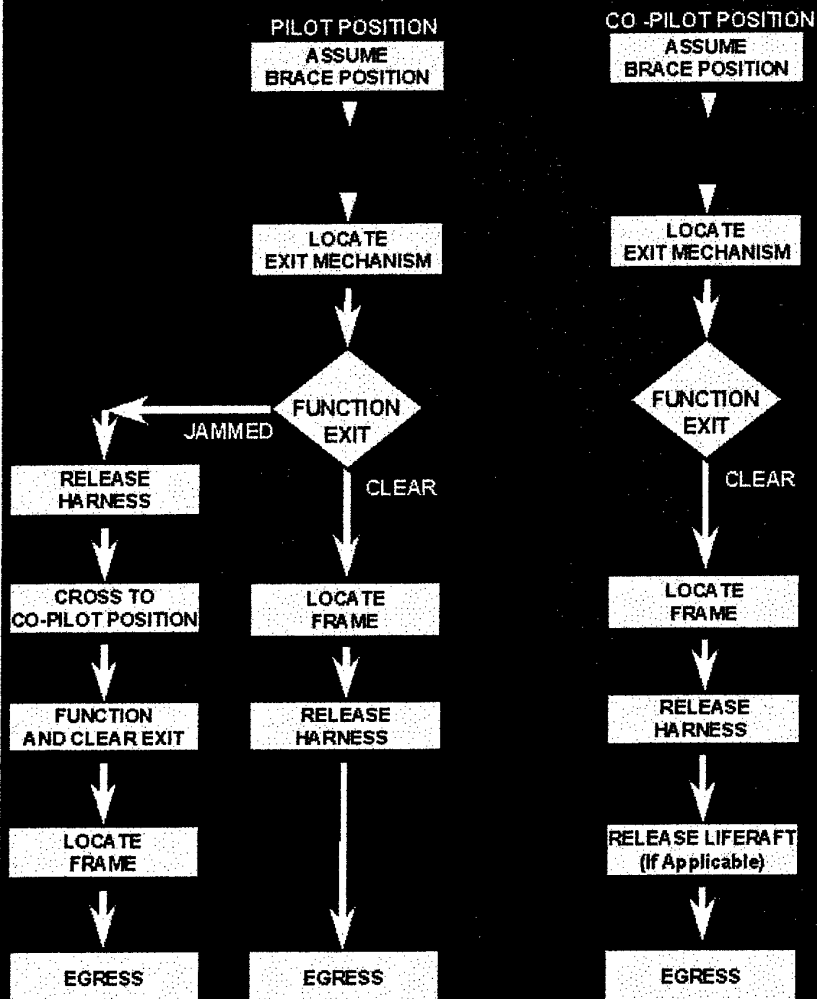 PILOT POSITION
ASSUME
BRACE POSITION
LOCATE
EXIT MECHANISM
FUNCTION
EXIT
JAMMED
CLEAR
RELEASE
HARNESS
CROSS TO
CO-PILOT POSITION
FUNCTION
AND CLEAR EXIT
LOCATE
FRAME
EGRESS
LOCATE
FRAME
RELEASE
HARNESS
EGRESS
CO -PILOT POSITION
ASSUME
BRACE POSITION
LOCATE
EXIT MECHANISM
FUNCTION
EXIT
CLEAR
LOCATE
FRAME
RELEASE
HARNESS
RELEASE LIFERAFT
(If Applicable)
EGRESS